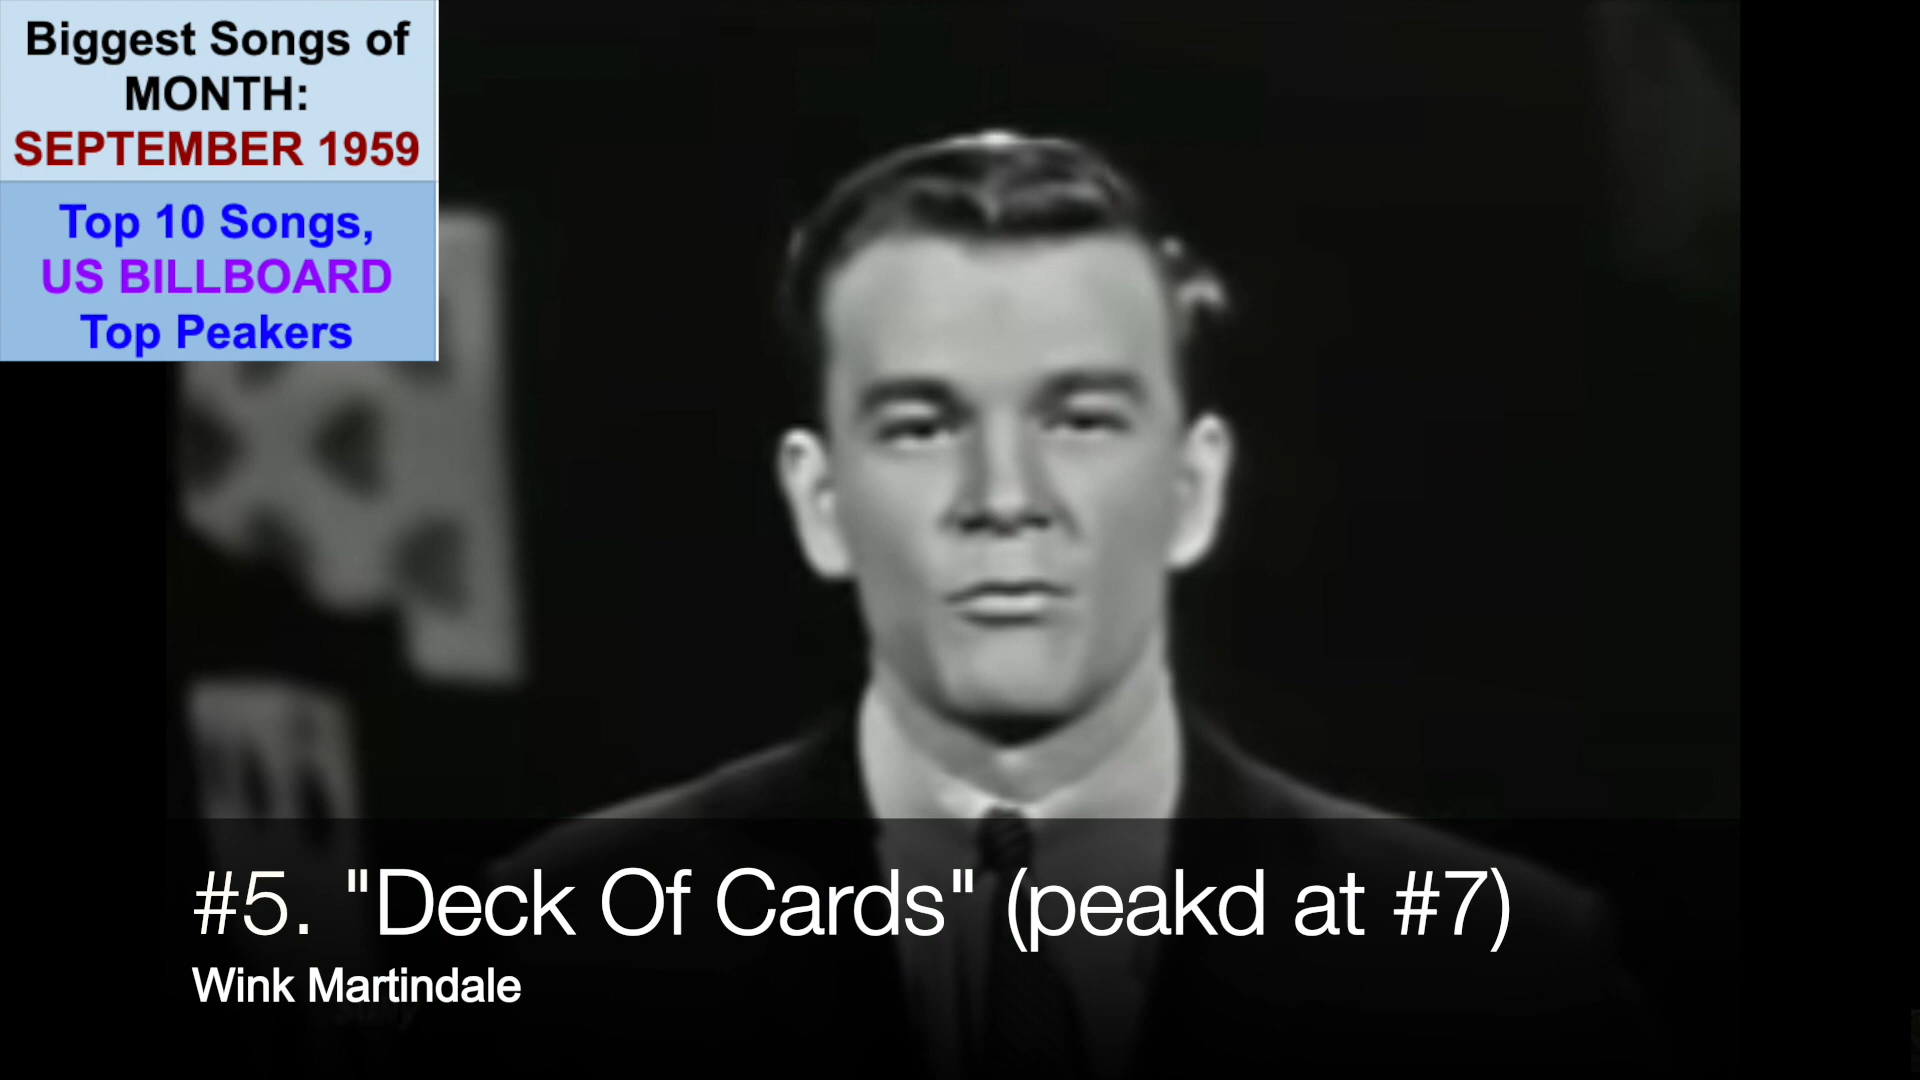 Biggest Songs of
MONTH:
SEPTEMBER 1959
Top 10 Songs,
US BILLBOARD
Top Peakers
#5. "Deck Of Cards" (peakd at #7)
Wink Martindale